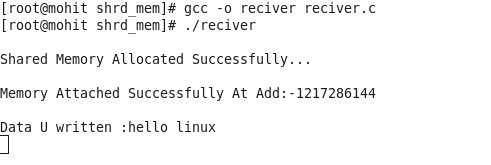 [root@mohit shrd_mem]# gcc -o reciver reciver.c
[root@mohit shrd_mem]# ./reciver
Shared Memory Allocated Successfully...
Memory Attached Successfully At Add:-1217286144
Data U written :hello linux